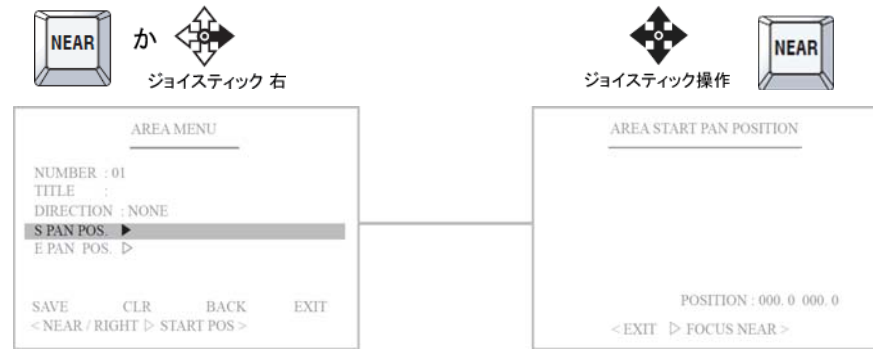 NEAR
か
ジョイスティック 右
ジョイスティック操作
NEAR
AREA MENU
NUMBER : 01
TITLE :
DIRECTION : NONE
S PAN POS. ▶
E PAN POS. ▷
SAVE CLR BACK EXIT
< NEAR / RIGHT ▷ START POS >
AREA START PAN POSITION
POSITION : 000. 0 000. 0
< EXIT ▷ FOCUS NEAR >